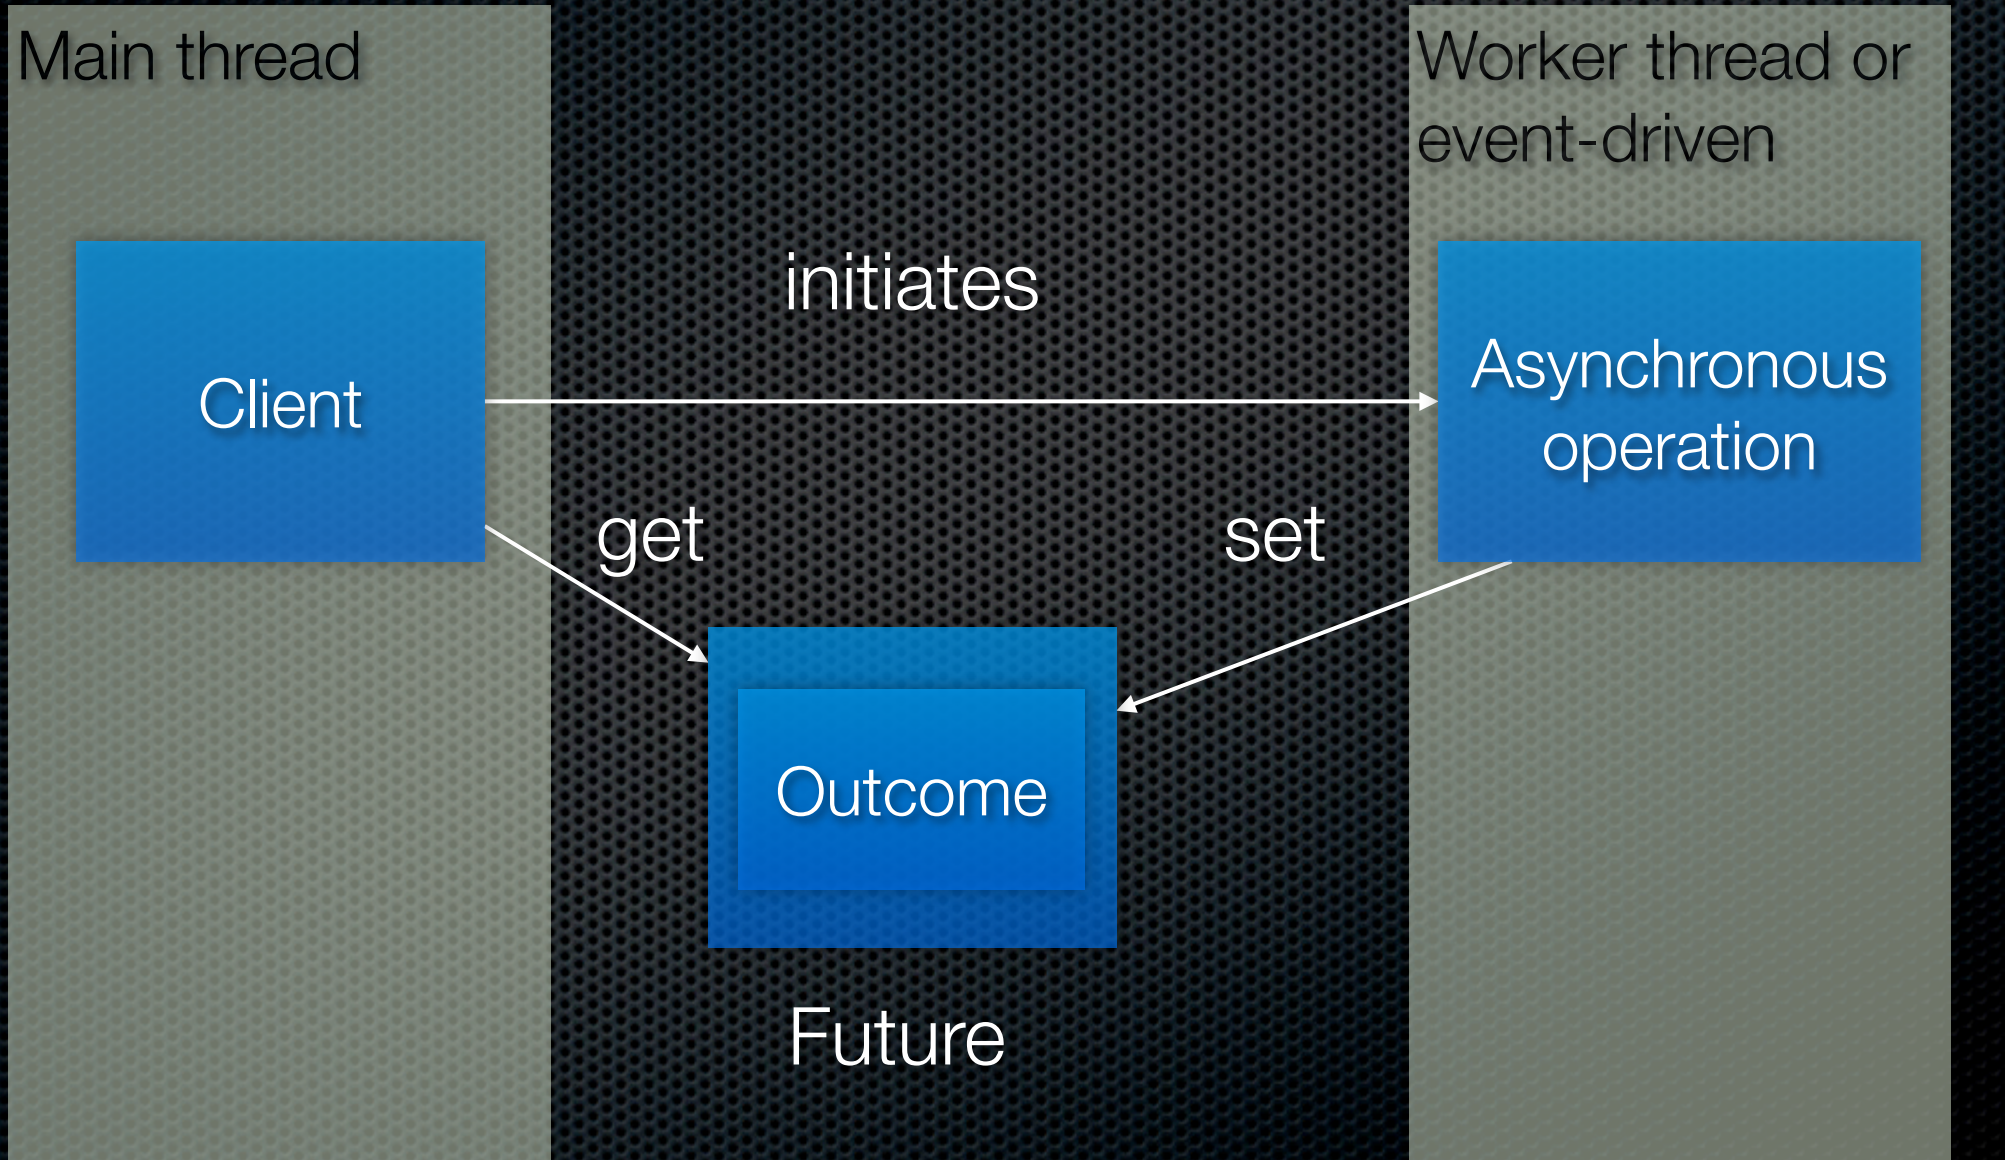 Main thread
Worker thread or
event-driven
initiates
Client
Asynchronous
operation
get
set
Outcome
Future